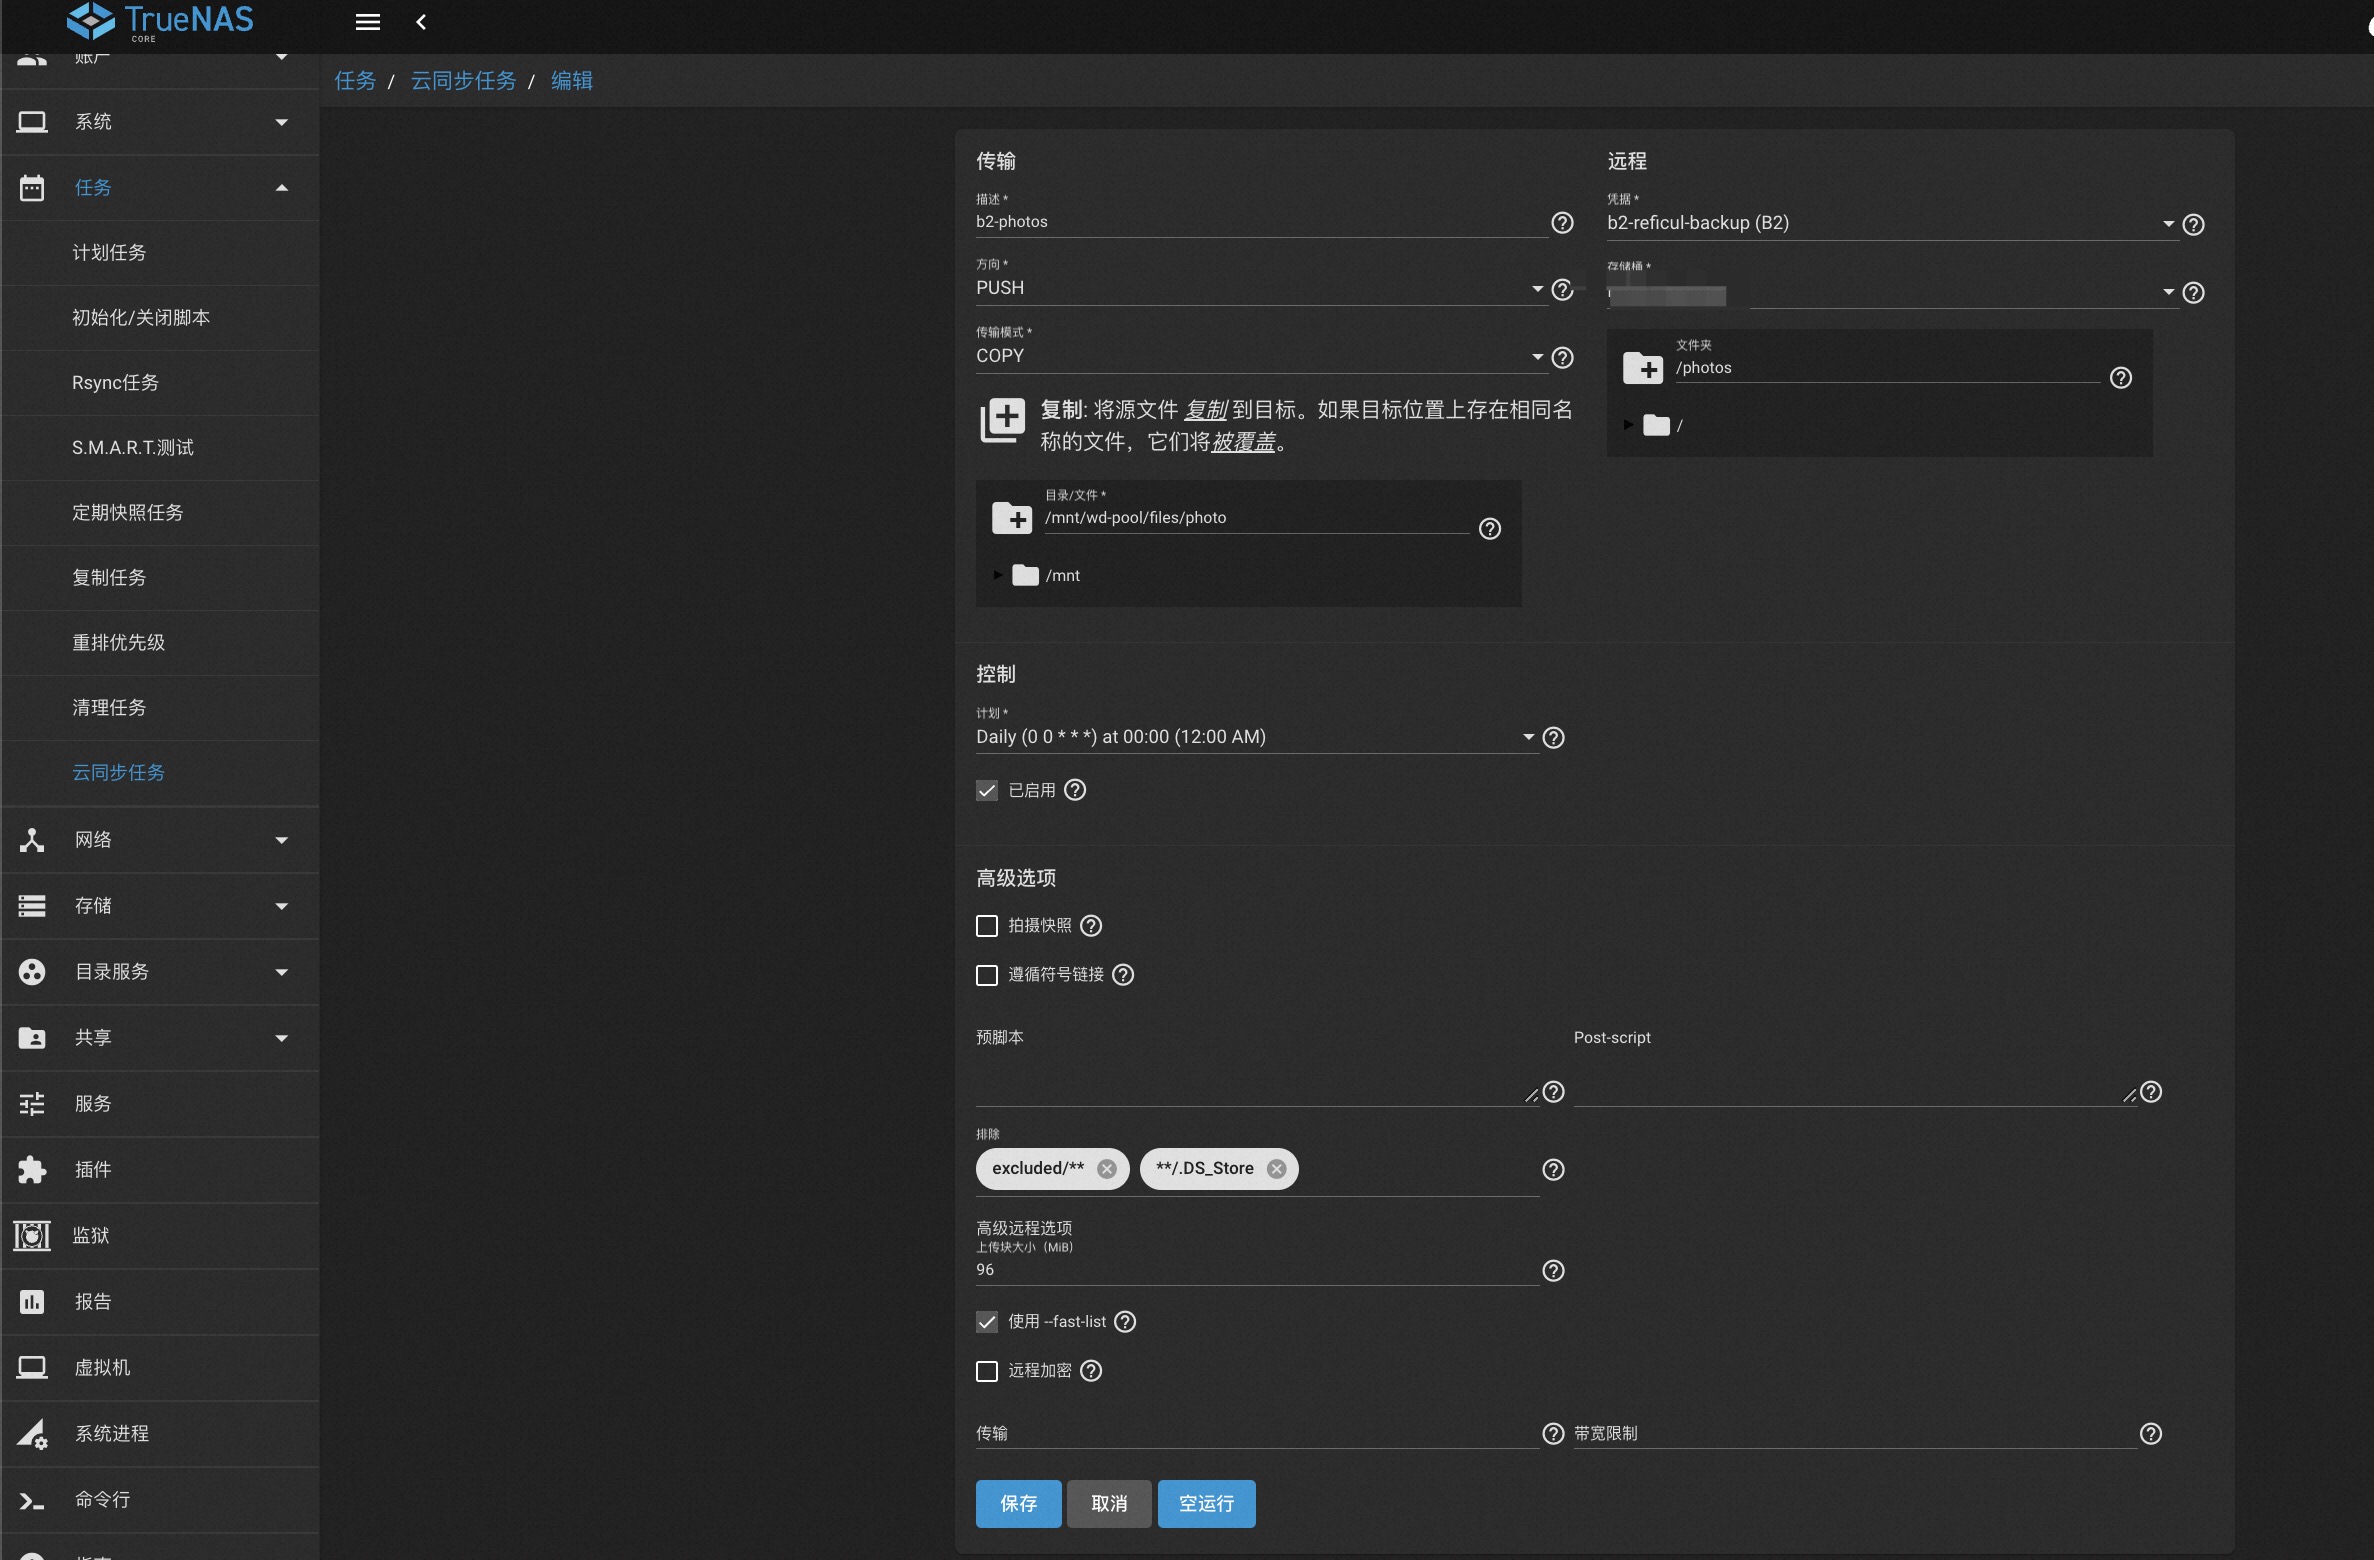 TrueNAS
CORE
账户
系统
任务
计划任务
初始化/关闭脚本
Rsync任务
S.M.A.R.T.测试
定期快照任务
复制任务
重排优先级
清理任务
云同步任务
网络
存储
目录服务
共享
服务
插件
监狱
报告
虚拟机
系统进程
命令行
任务 / 云同步任务 / 编辑
传输
描述 *
b2-photos
方向 *
PUSH
传输模式 *
COPY
复制: 将源文件 复制 到目标。如果目标位置上存在相同名
称的文件，它们将被覆盖。
目录/文件 *
/mnt/wd-pool/files/photo
/mnt
远程
凭据 *
b2-reficul-backup (B2)
存储桶 *
文件夹
/photos
/
控制
计划 *
Daily (0 0 * * *) at 00:00 (12:00 AM)
已启用
高级选项
拍摄快照
遵循符号链接
预脚本
Post-script
排除
excluded/** **/.DS_Store
高级远程选项
上传块大小（MiB）
96
使用 --fast-list
远程加密
传输
带宽限制
保存 取消 空运行